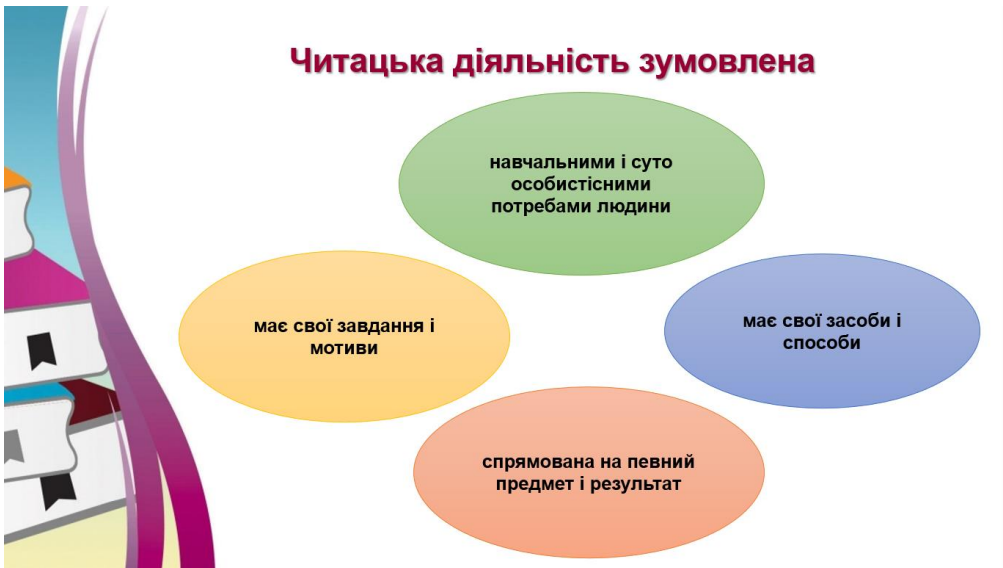 Читацька діяльність зумовлена
навчальними і суто
особистісними
потребами людини
має свої завдання і
мотиви
має свої засоби і
способи
спрямована на певний
предмет і результат